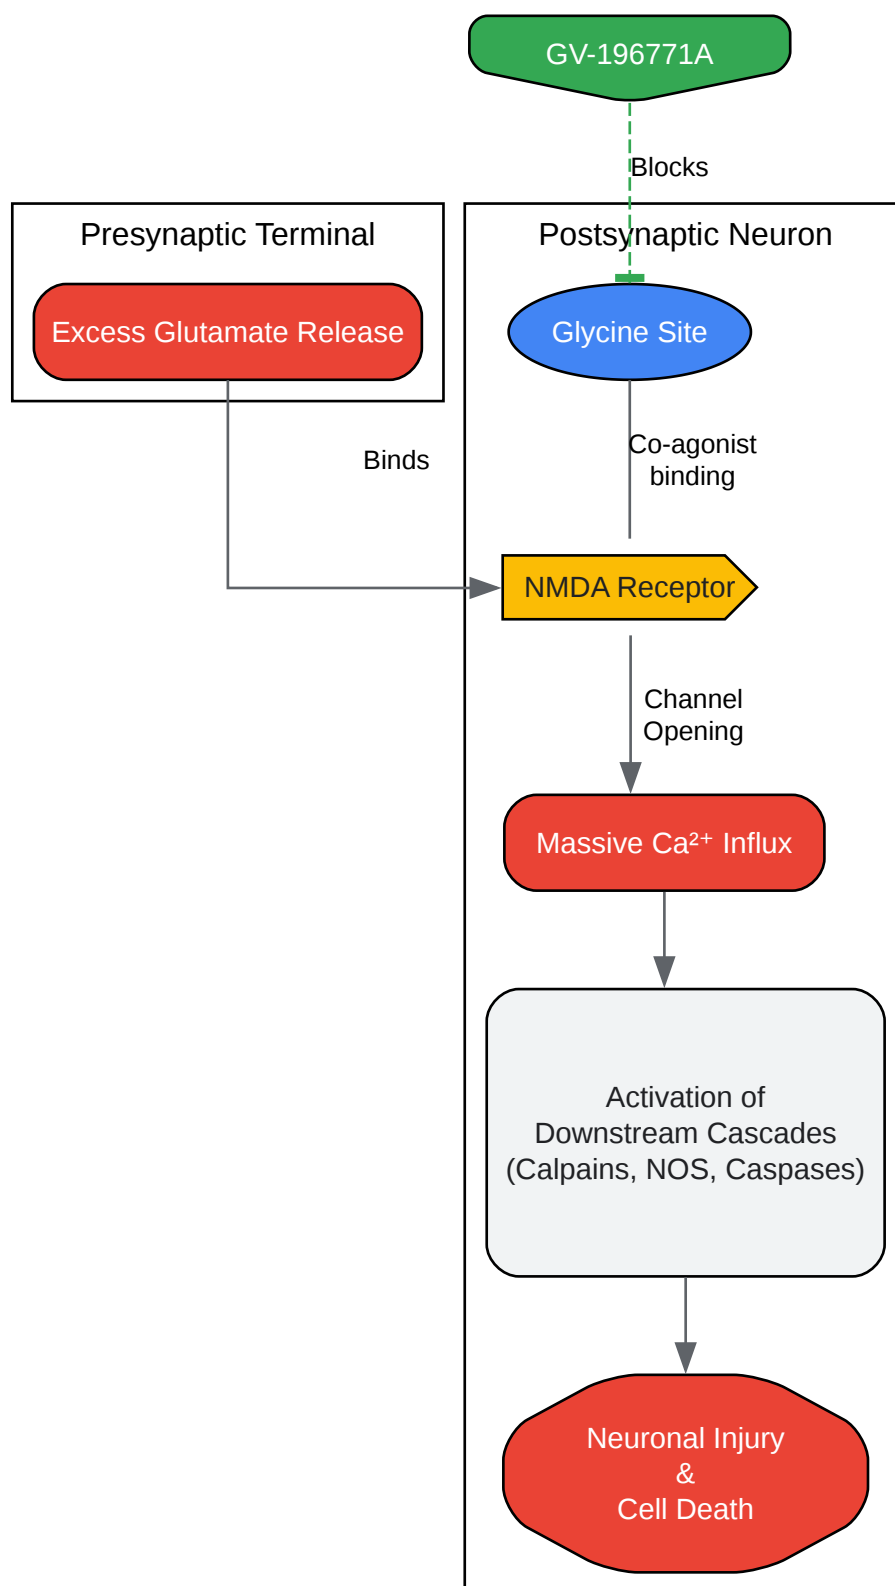 GV-196771A
Blocks
Presynaptic Terminal
Postsynaptic Neuron
Excess Glutamate Release
Glycine Site
Binds
Co-agonist
binding
NMDA Receptor
Channel
Opening
Massive Ca²⁺ Influx
Activation of
Downstream Cascades
(Calpains, NOS, Caspases)
Neuronal Injury
&
Cell Death